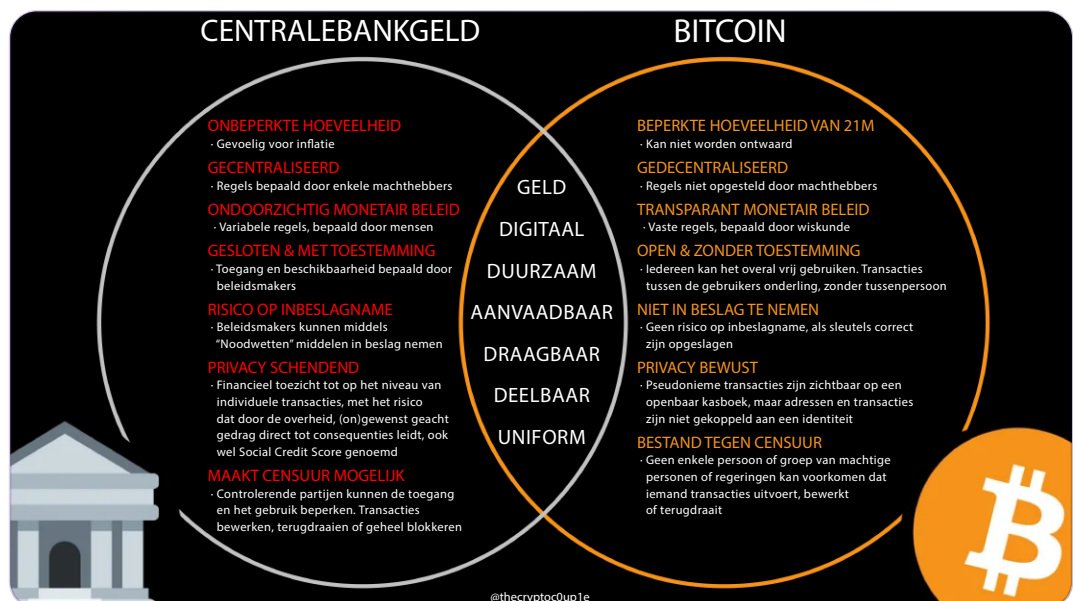 CENTRALEBANKGELD
ONBEPERKTE HOEVEELHEID
· Gevoelig voor inflatie
GECENTRALISEERD
· Regels bepaald door enkele machthebbers
ONDOORZICHTIG MONETAIR BELEID
· Variabele regels, bepaald door mensen
GESLOTEN & MET TOESTEMMING
· Toegang en beschikbaarheid bepaald door
beleidsmakers
RISICO OP INBESLAGNAME
· Beleidsmakers kunnen middels
"Noodwetten" middelen in beslag nemen
PRIVACY SCHENDEND
· Financieel toezicht tot op het niveau van
individuele transacties, met het risico
dat door de overheid, (on)gewenst geacht
gedrag direct tot consequenties leidt, ook
wel Social Credit Score genoemd
MAAKT CENSUUR MOGELIJK
· Controlerende partijen kunnen de toegang
en het gebruik beperken. Transacties
bewerken, terugdraaien of geheel blokkeren
GELD
DIGITAAL
DUURZAAM
AANVAADBAAR
DRAAGBAAR
DEELBAAR
UNIFORM
BITCOIN
BEPERKTE HOEVEELHEID VAN 21M
· Kan niet worden ontwaard
GEDECENTRALISEERD
· Regels niet opgesteld door machthebbers
TRANSPARANT MONETAIR BELEID
· Vaste regels, bepaald door wiskunde
OPEN & ZONDER TOESTEMMING
· Iedereen kan het overal vrij gebruiken. Transacties
tussen de gebruikers onderling, zonder tussenpersoon
NIET IN BESLAG TE NEMEN
· Geen risico op inbeslagname, als sleutels correct
zijn opgeslagen
PRIVACY BEWUST
· Pseudonieme transacties zijn zichtbaar op een
openbaar kasboek, maar adressen en transacties
zijn niet gekoppeld aan een identiteit
BESTAND TEGEN CENSUUR
· Geen enkele persoon of groep van machtige
personen of regeringen kan voorkomen dat
iemand transacties uitvoert, bewerkt
of terugdraait
@thecryptoc0up1e